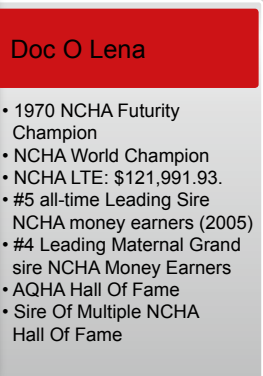 Doc O Lena
• 1970 NCHA Futurity
Champion
• NCHA World Champion
• NCHA LTE: $121,991.93.
• #5 all-time Leading Sire
NCHA money earners (2005)
• #4 Leading Maternal Grand
sire NCHA Money Earners
• AQHA Hall Of Fame
• Sire Of Multiple NCHA
Hall Of Fame